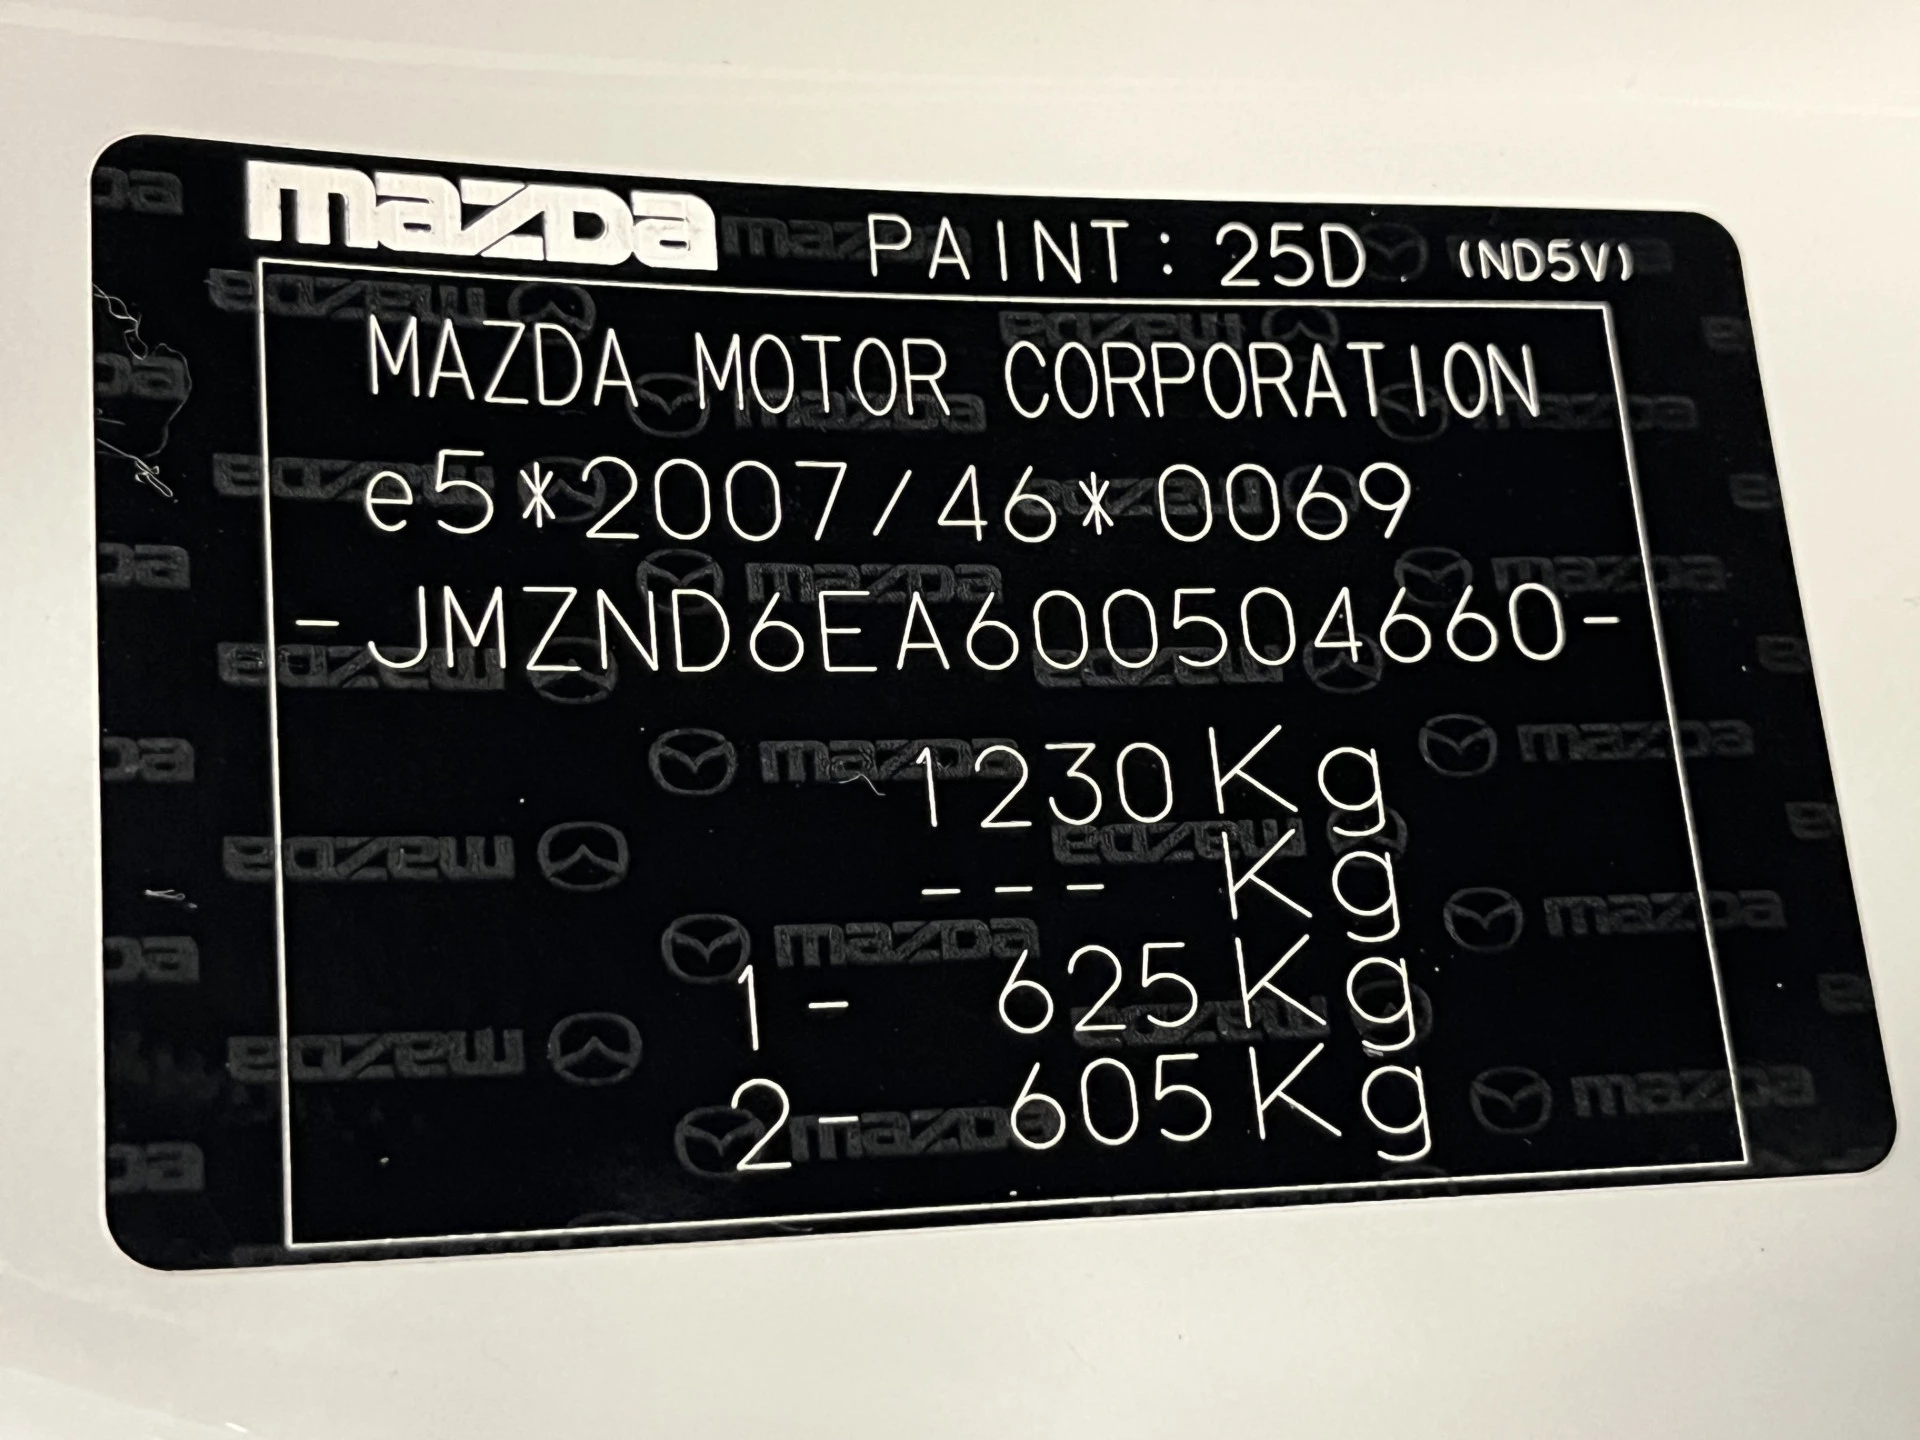 mazda PAINT: 25D (ND5V)
MAZDA MOTOR CORPORATION
e5*2007/46*0069
-JMZND6EA600504660-
1230Kg
--- Kg
1- 625Kg
2- 605Kg